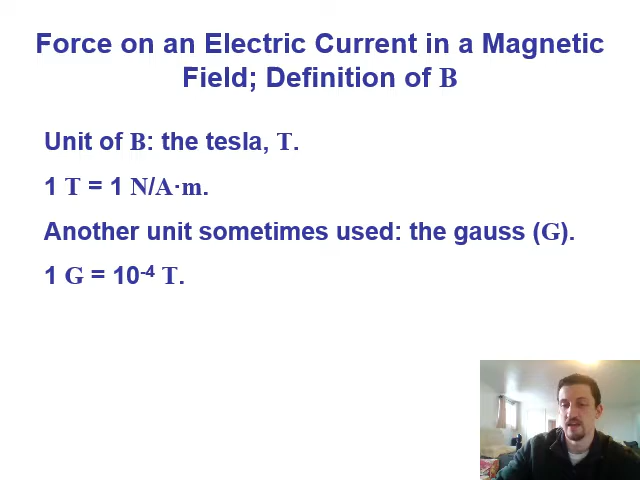 Force on an Electric Current in a Magnetic
Field; Definition of B
Unit of B: the tesla, T.
1 T = 1 N/A·m.
Another unit sometimes used: the gauss (G).
1 G = 10⁻⁴ T.